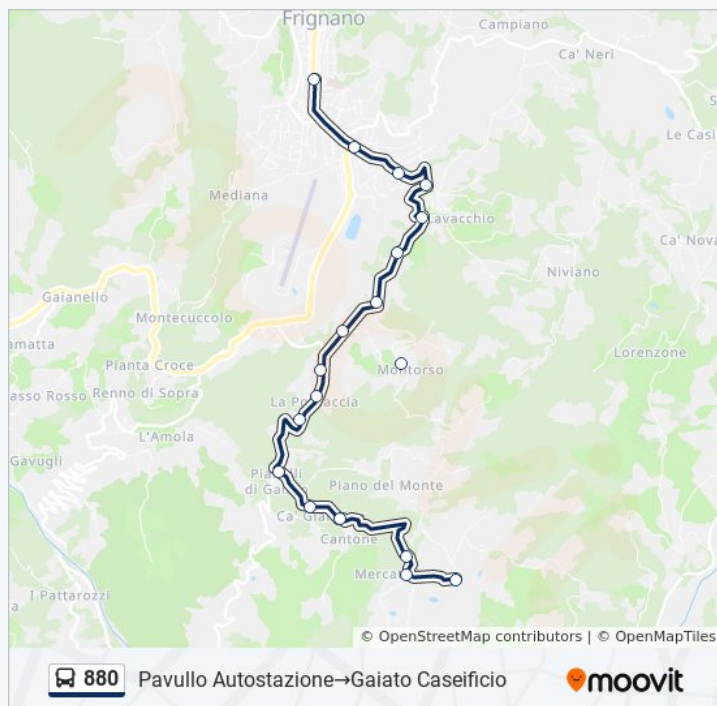 Frignano
Campiano
Ca' Neri
Le Casi
Mediana
Lavacchio
Ca' Nova
Niviano
Gaianello
Montecuccolo
amatta
Pianta Croce
Lorenzone
Montorso
asso Rosso
Renno di Sopra
La Po
accia
L'Amola
Gavugli
Pia
li
di Ga
Piano del Monte
Ca' Gia
Cantone
Merca
I Pattarozzi
a
© OpenStreetMap contributors | © OpenMapTiles
880 Pavullo Autostazione→Gaiato Caseificio
moovit